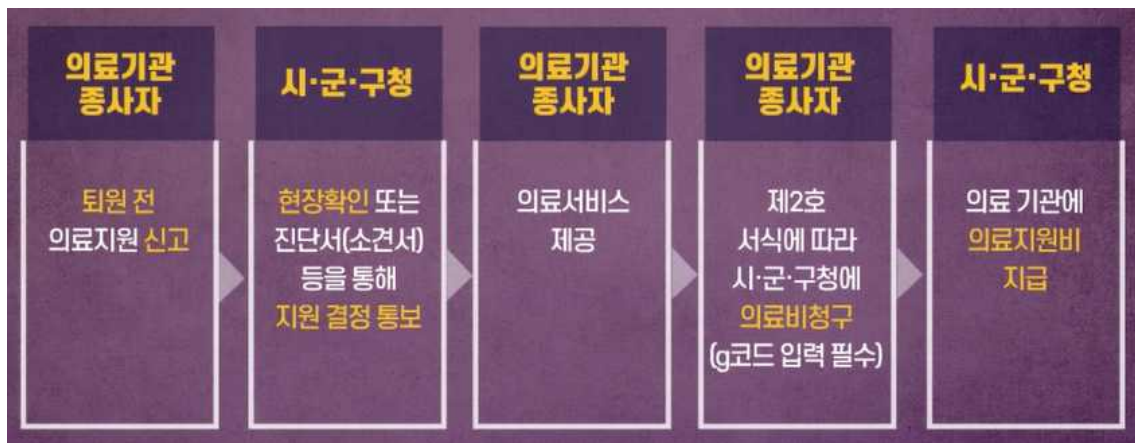 의료기관
종사자
퇴원 전
의료지원 신고
시·군·구청
현장확인 또는
진단서(소견서)
등을 통해
지원 결정 통보
의료기관
종사자
의료서비스
제공
의료기관
종사자
제2호
서식에 따라
시·군·구청에
의료비청구
(g코드 입력 필수)
시·군·구청
의료 기관에
의료지원비
지급